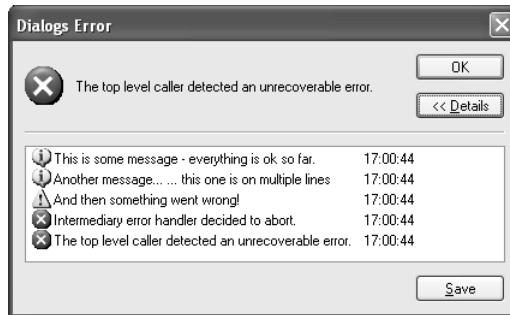 Dialogs Error
The top level caller detected an unrecoverable error.
OK
<< Details
This is some message - everything is ok so far. 17:00:44
Another message... ... this one is on multiple lines 17:00:44
And then something went wrong! 17:00:44
Intermediary error handler decided to abort. 17:00:44
The top level caller detected an unrecoverable error. 17:00:44
Save